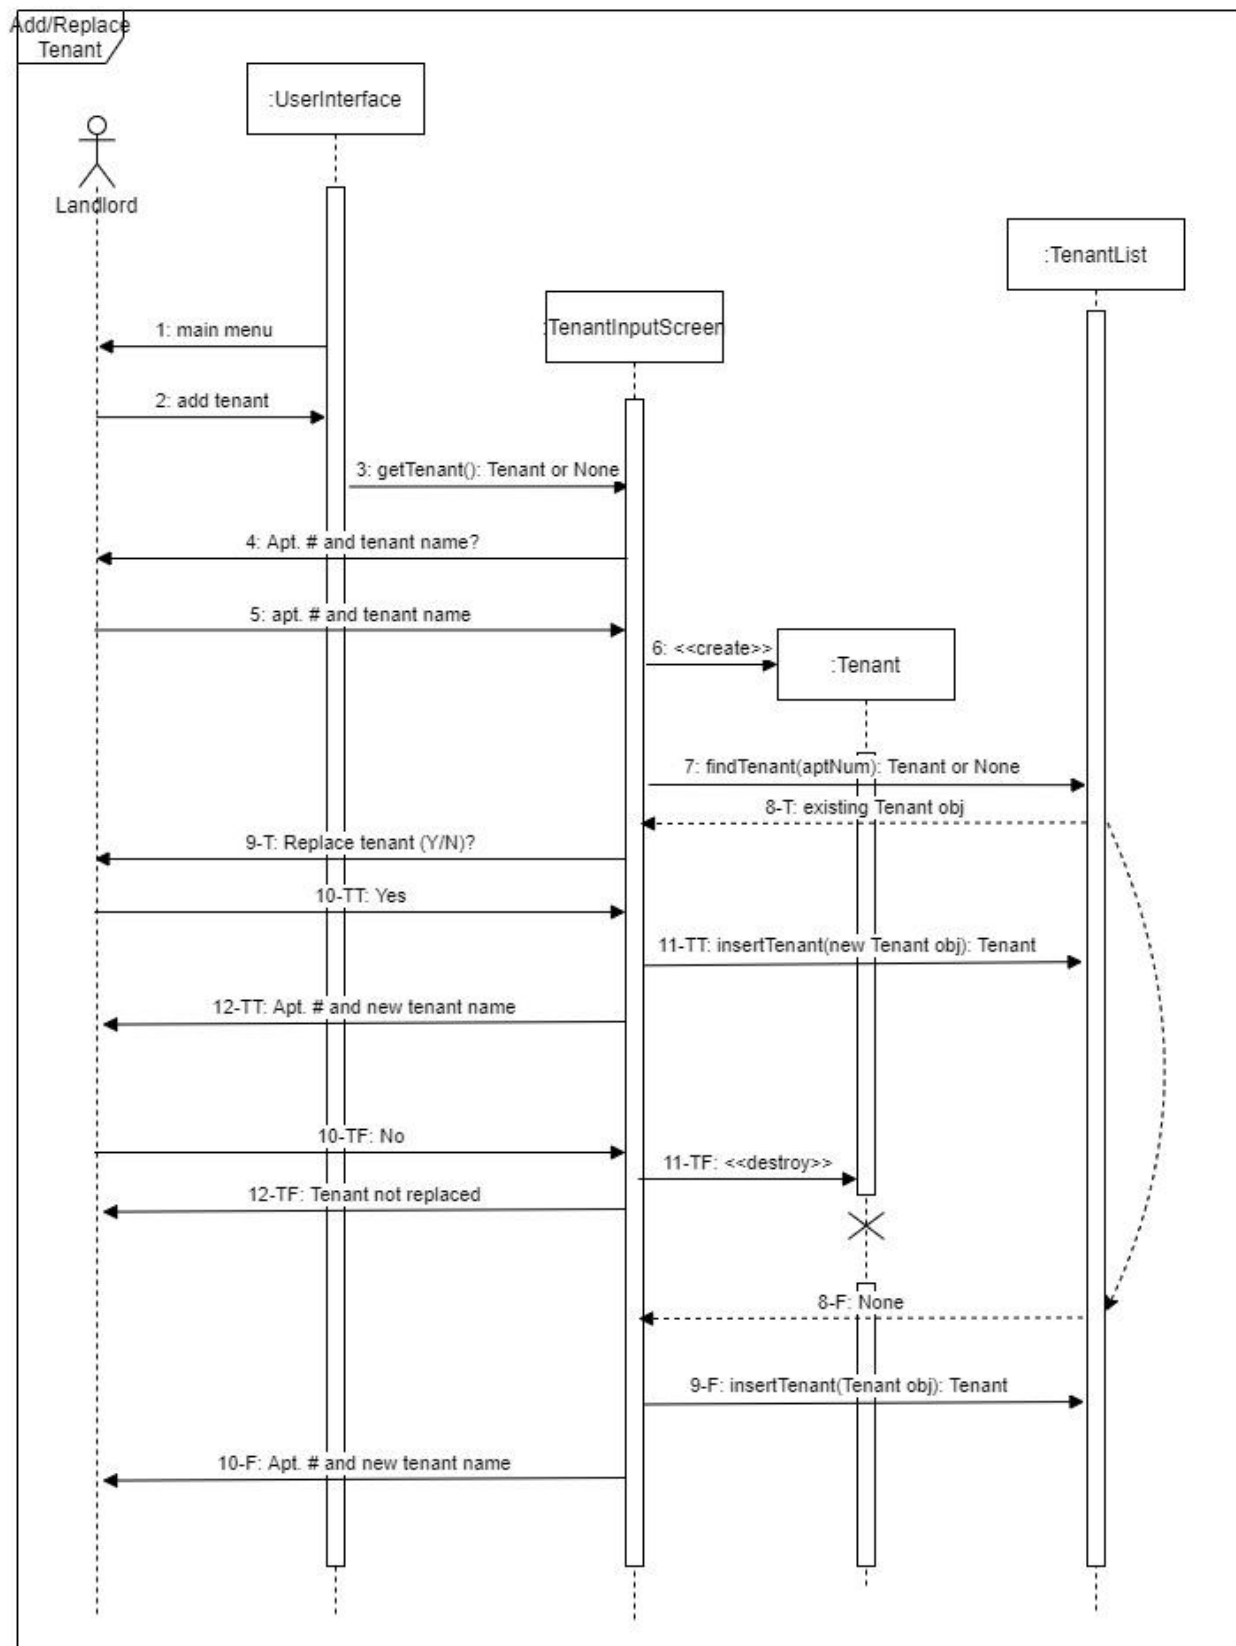 Add/Replace
Tenant
:UserInterface
Landlord
:TenantList
:TenantInputScreen
1: main menu
2: add tenant
3: getTenant(): Tenant or None
4: Apt. # and tenant name?
5: apt. # and tenant name
6: <<create>>
:Tenant
7: findTenant(aptNum): Tenant or None
8-T: existing Tenant obj
9-T: Replace tenant (Y/N)?
10-TT: Yes
11-TT: insertTenant(new Tenant obj): Tenant
12-TT: Apt. # and new tenant name
10-TF: No
11-TF: <<destroy>>
12-TF: Tenant not replaced
8-F: None
9-F: insertTenant(Tenant obj): Tenant
10-F: Apt. # and new tenant name